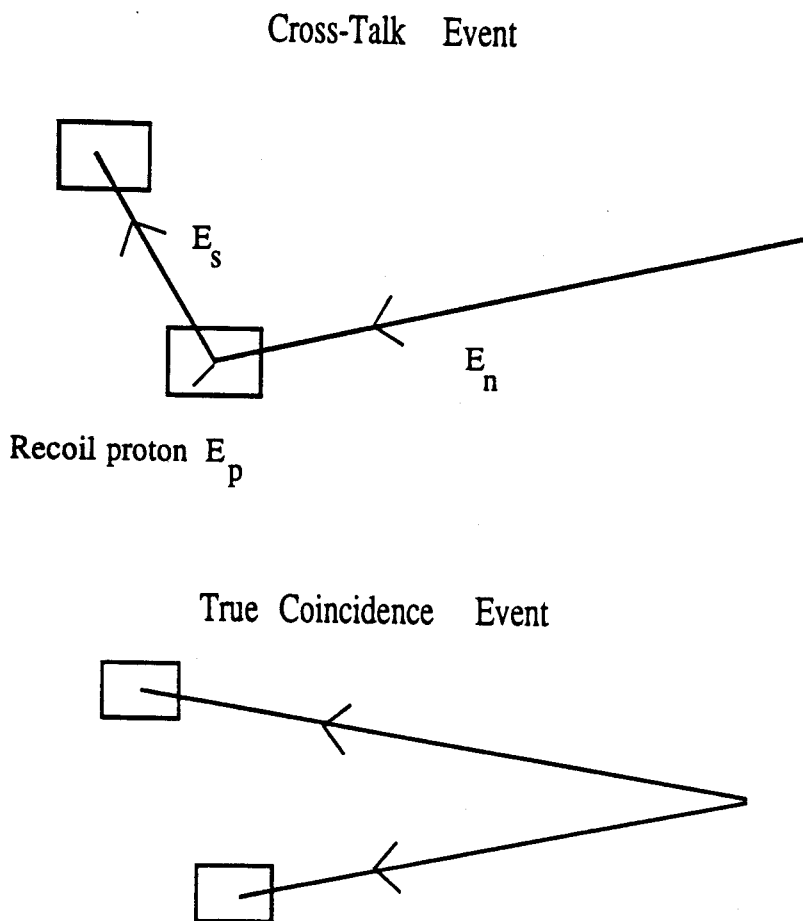 Cross-Talk Event
E_s
E_n
Recoil proton E_p
True Coincidence Event